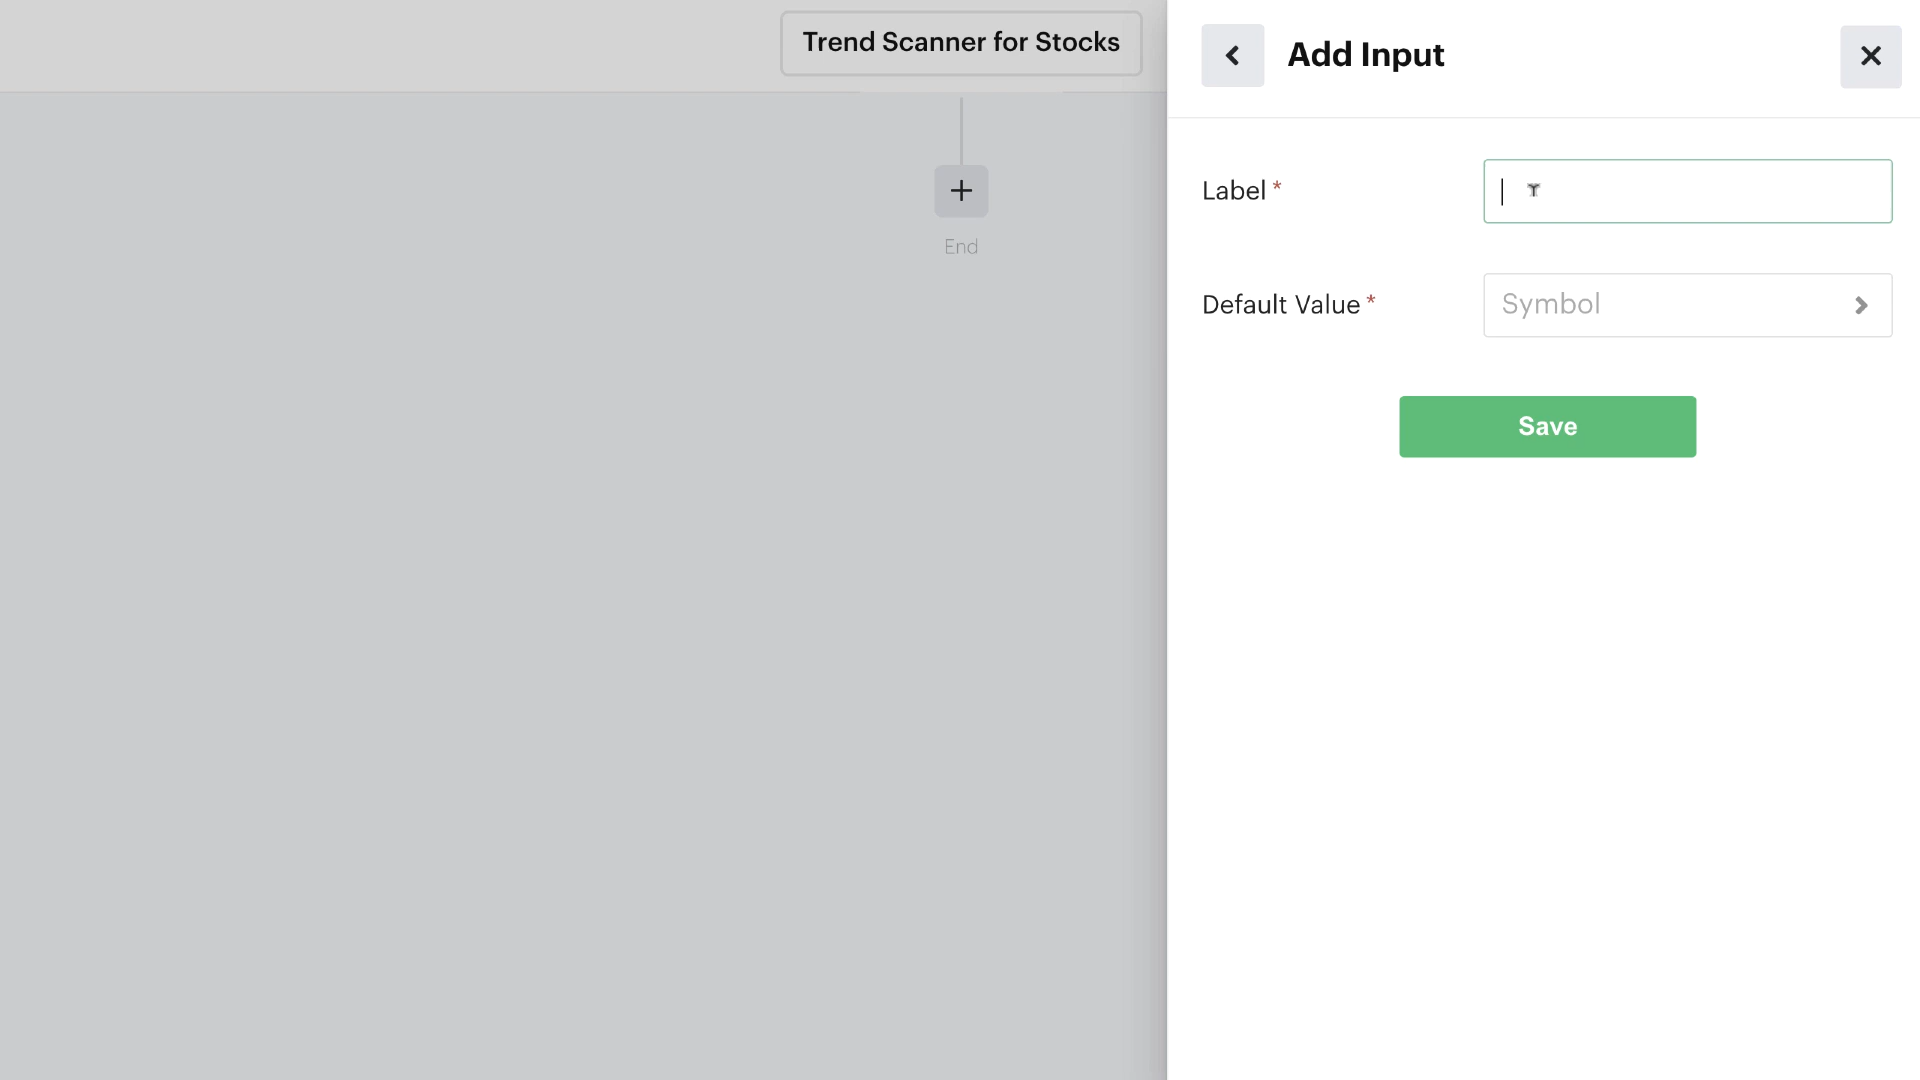 Trend Scanner for Stocks
End
Add Input
Label *
Default Value *
Symbol
Save